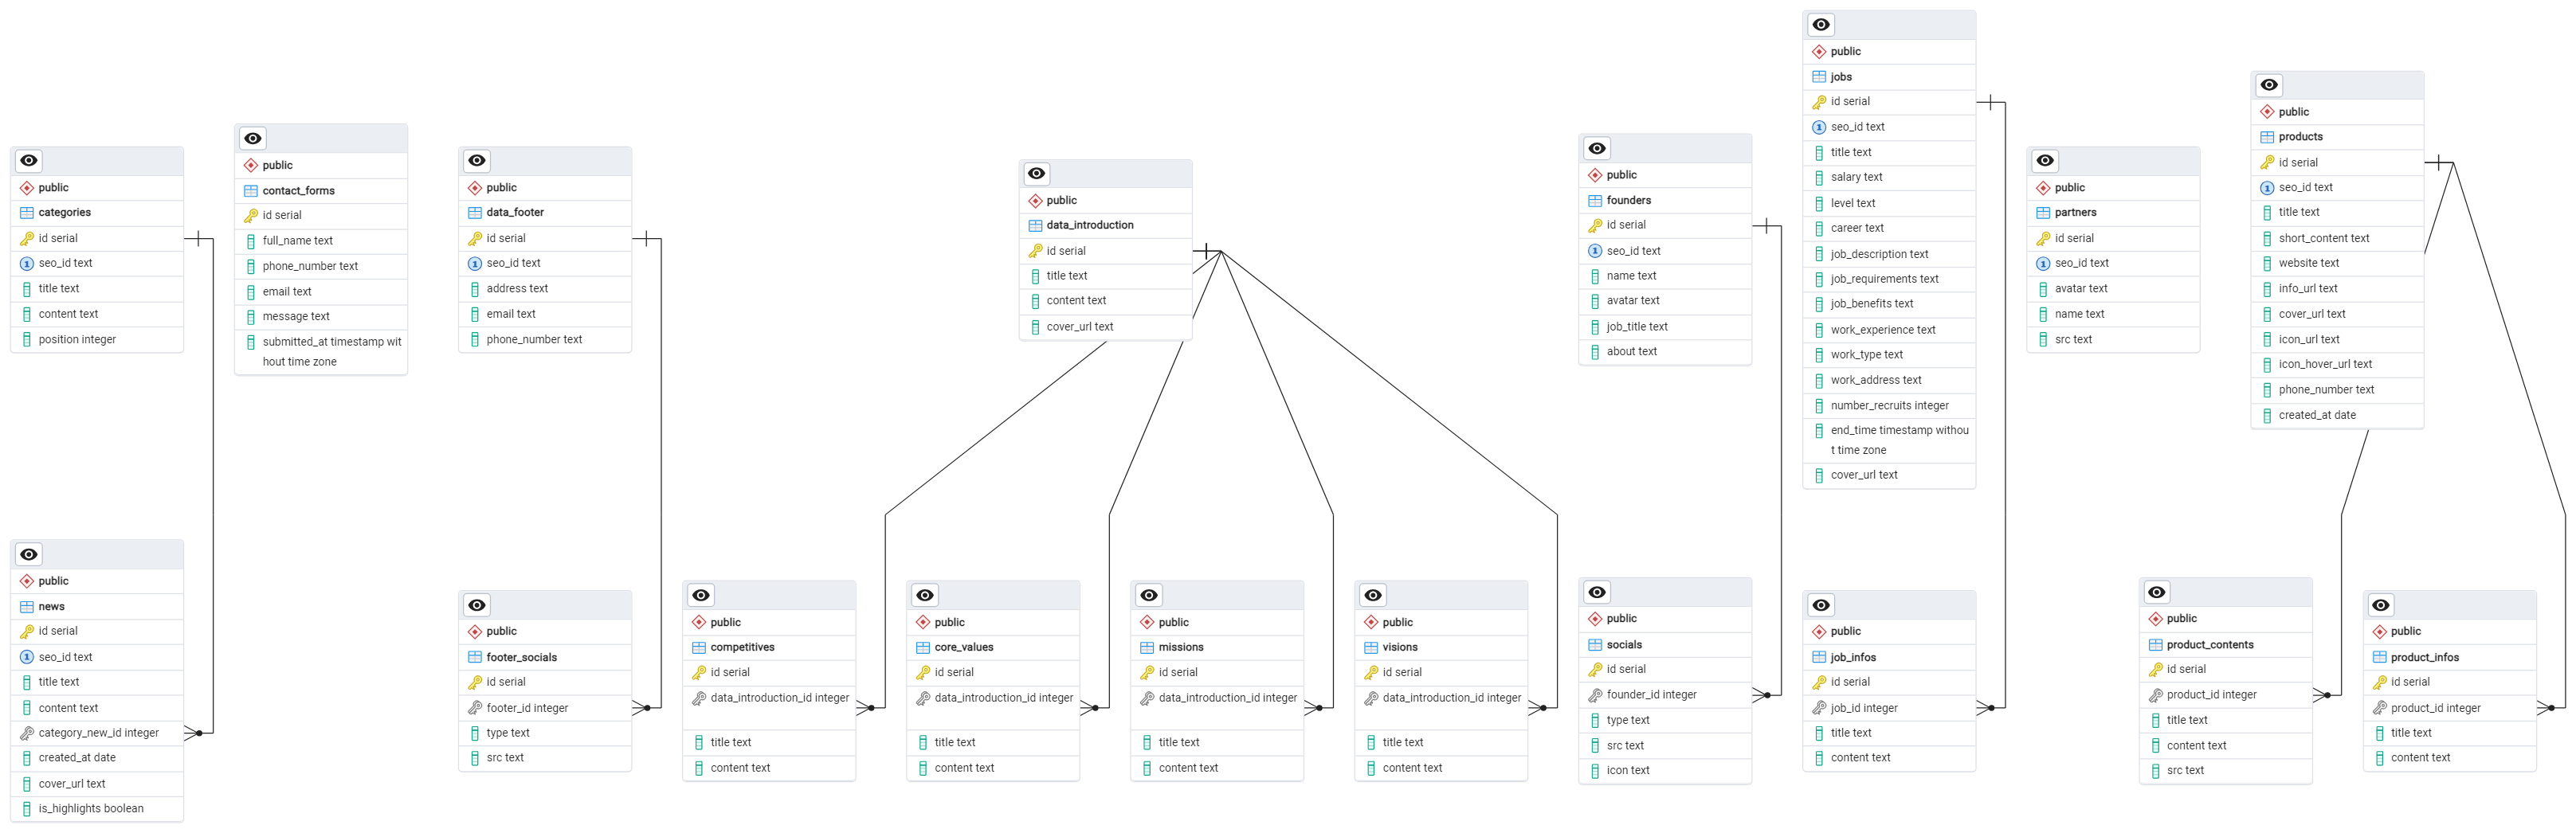 public
categories
id serial
seo_id text
title text
content text
position integer
public
contact_forms
id serial
full_name text
phone_number text
email text
message text
submitted_at timestamp wit
hout time zone
public
data_footer
id serial
seo_id text
address text
email text
phone_number text
public
data_introduction
id serial
title text
content text
cover_url text
public
founders
id serial
seo_id text
name text
avatar text
job_title text
about text
public
jobs
id serial
seo_id text
title text
salary text
level text
career text
job_description text
job_requirements text
job_benefits text
work_experience text
work_type text
work_address text
number_recruits integer
end_time timestamp withou
t time zone
cover_url text
public
partners
id serial
seo_id text
avatar text
name text
src text
public
products
id serial
seo_id text
title text
short_content text
website text
info_url text
cover_url text
icon_url text
icon_hover_url text
phone_number text
created_at date
public
news
id serial
seo_id text
title text
content text
category_new_id integer
created_at date
cover_url text
is_highlights boolean
public
footer_socials
id serial
footer_id integer
type text
src text
public
competitives
id serial
data_introduction_id integer
title text
content text
public
core_values
id serial
data_introduction_id integer
title text
content text
public
missions
id serial
data_introduction_id integer
title text
content text
public
visions
id serial
data_introduction_id integer
title text
content text
public
socials
id serial
founder_id integer
type text
src text
icon text
public
job_infos
id serial
job_id integer
title text
content text
public
product_contents
id serial
product_id integer
title text
content text
src text
public
product_infos
id serial
product_id integer
title text
content text